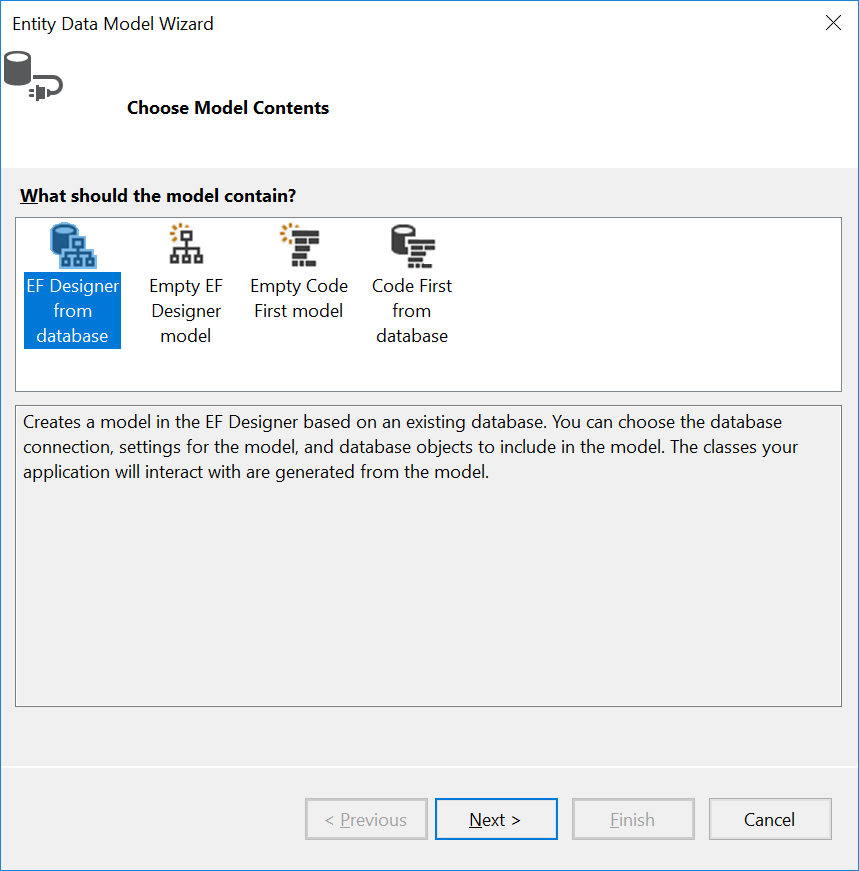 Entity Data Model Wizard
Choose Model Contents
What should the model contain?
EF Designer
from
database
Empty EF
Designer
model
Empty Code
First model
Code First
from
database
Creates a model in the EF Designer based on an existing database. You can choose the database
connection, settings for the model, and database objects to include in the model. The classes your
application will interact with are generated from the model.
< Previous
Next >
Finish
Cancel